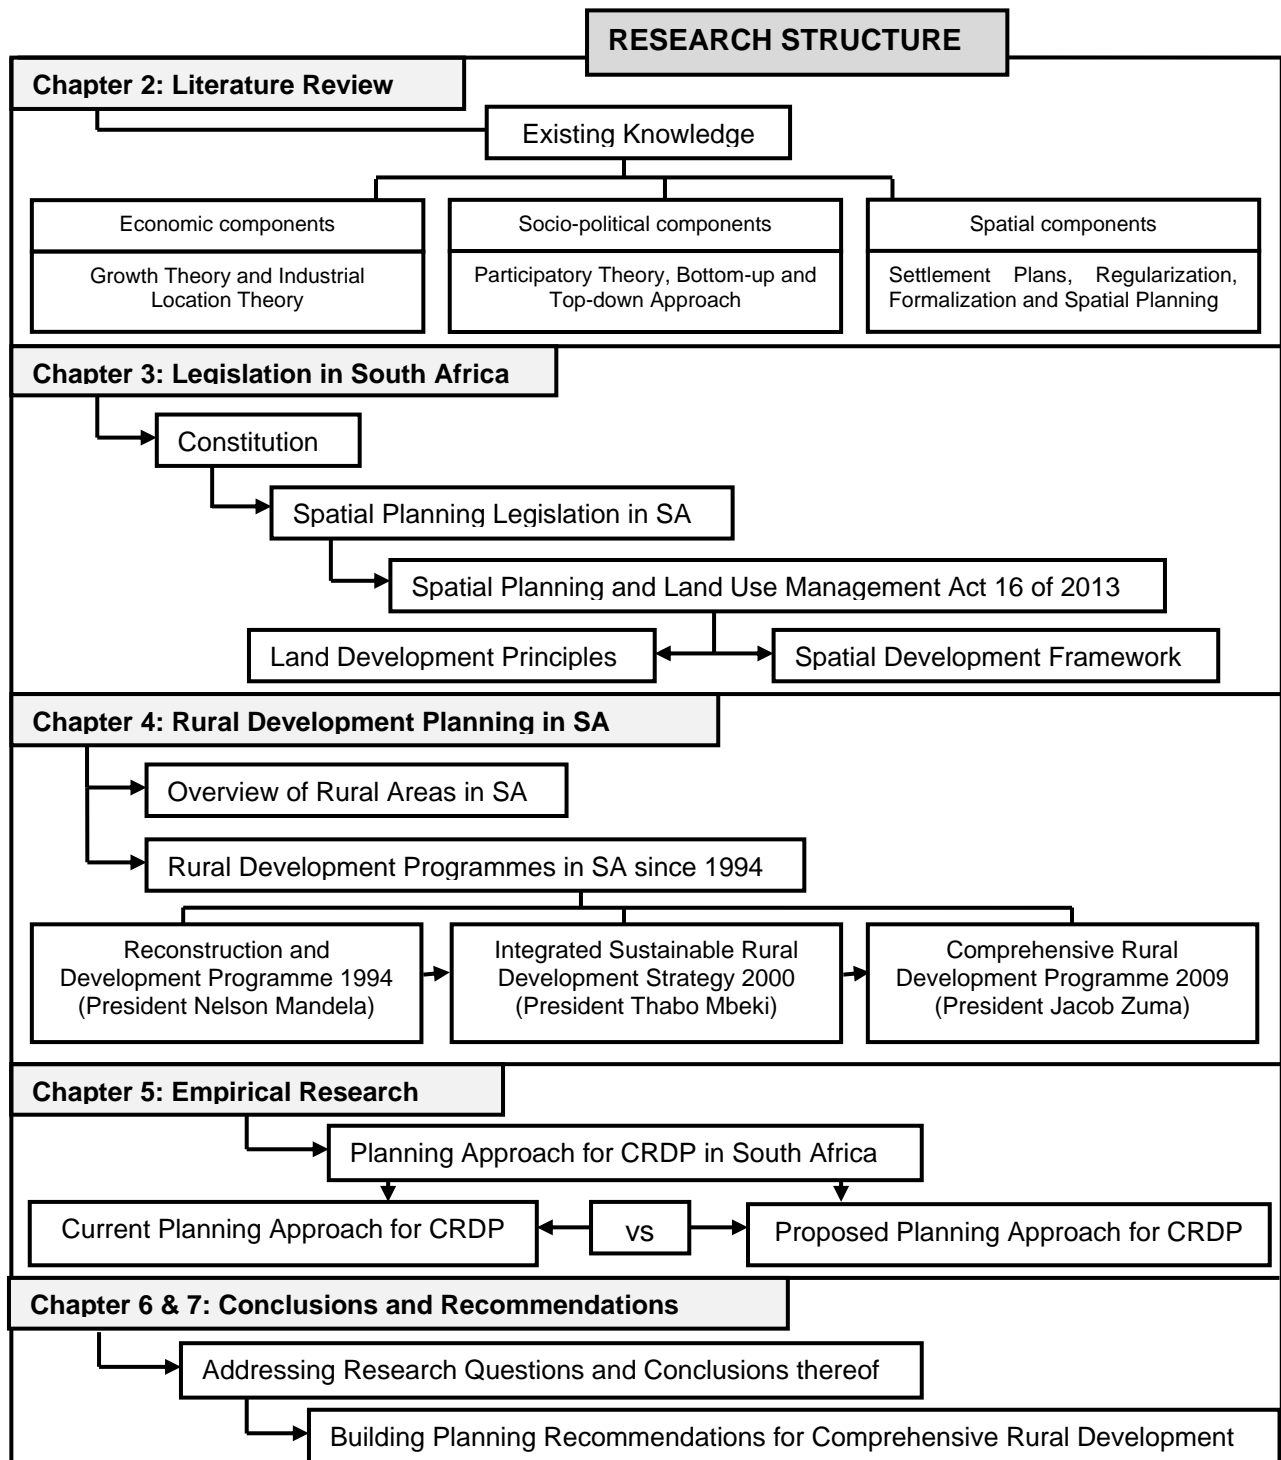 RESEARCH STRUCTURE
Chapter 2: Literature Review
Existing Knowledge
Economic components
Growth Theory and Industrial
Location Theory
Socio-political components
Participatory Theory, Bottom-up and
Top-down Approach
Spatial components
Settlement Plans, Regularization,
Formalization and Spatial Planning
Chapter 3: Legislation in South Africa
Constitution
Spatial Planning Legislation in SA
Spatial Planning and Land Use Management Act 16 of 2013
Land Development Principles
Spatial Development Framework
Chapter 4: Rural Development Planning in SA
Overview of Rural Areas in SA
Rural Development Programmes in SA since 1994
Reconstruction and
Development Programme 1994
(President Nelson Mandela)
Integrated Sustainable Rural
Development Strategy 2000
(President Thabo Mbeki)
Comprehensive Rural
Development Programme 2009
(President Jacob Zuma)
Chapter 5: Empirical Research
Planning Approach for CRDP in South Africa
Current Planning Approach for CRDP
vs
Proposed Planning Approach for CRDP
Chapter 6 & 7: Conclusions and Recommendations
Addressing Research Questions and Conclusions thereof
Building Planning Recommendations for Comprehensive Rural Development